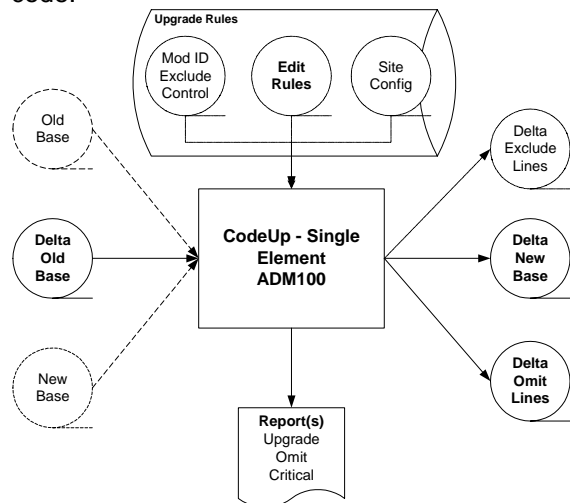 code.
Upgrade Rules
Mod ID
Exclude
Control
Edit
Rules
Site
Config
Old
Base
Delta
Old
Base
New
Base
CodeUp - Single
Element
ADM100
Delta
Exclude
Lines
Delta
New
Base
Delta
Omit
Lines
Report(s)
Upgrade
Omit
Critical